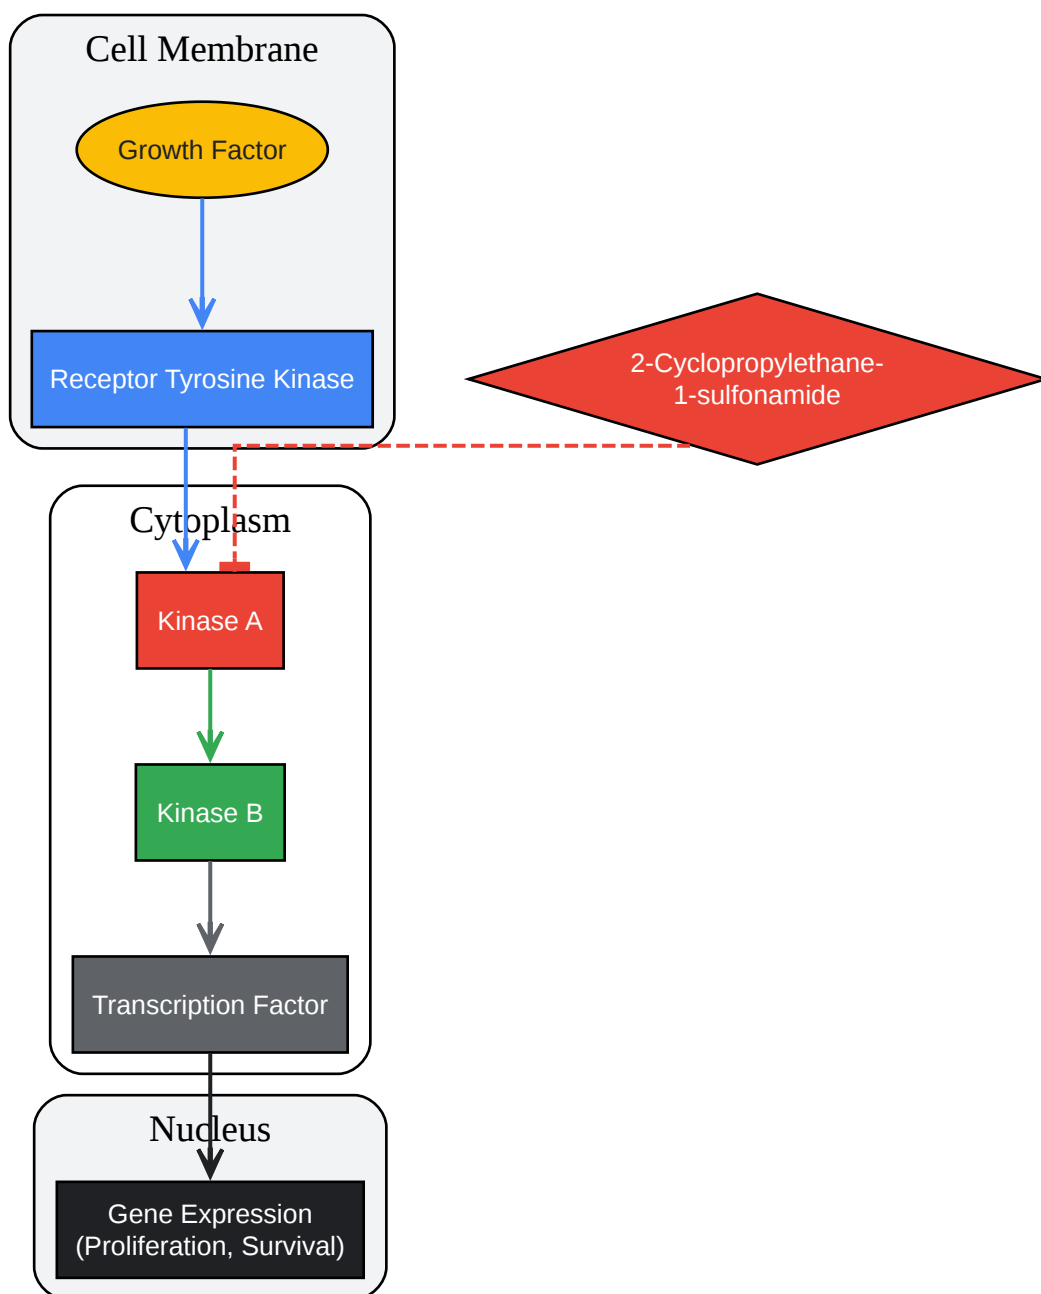 Cell Membrane
Growth Factor
Receptor Tyrosine Kinase
2-Cyclopropylethane-
1-sulfonamide
Cytoplasm
Kinase A
Kinase B
Transcription Factor
Nucleus
Gene Expression
(Proliferation, Survival)